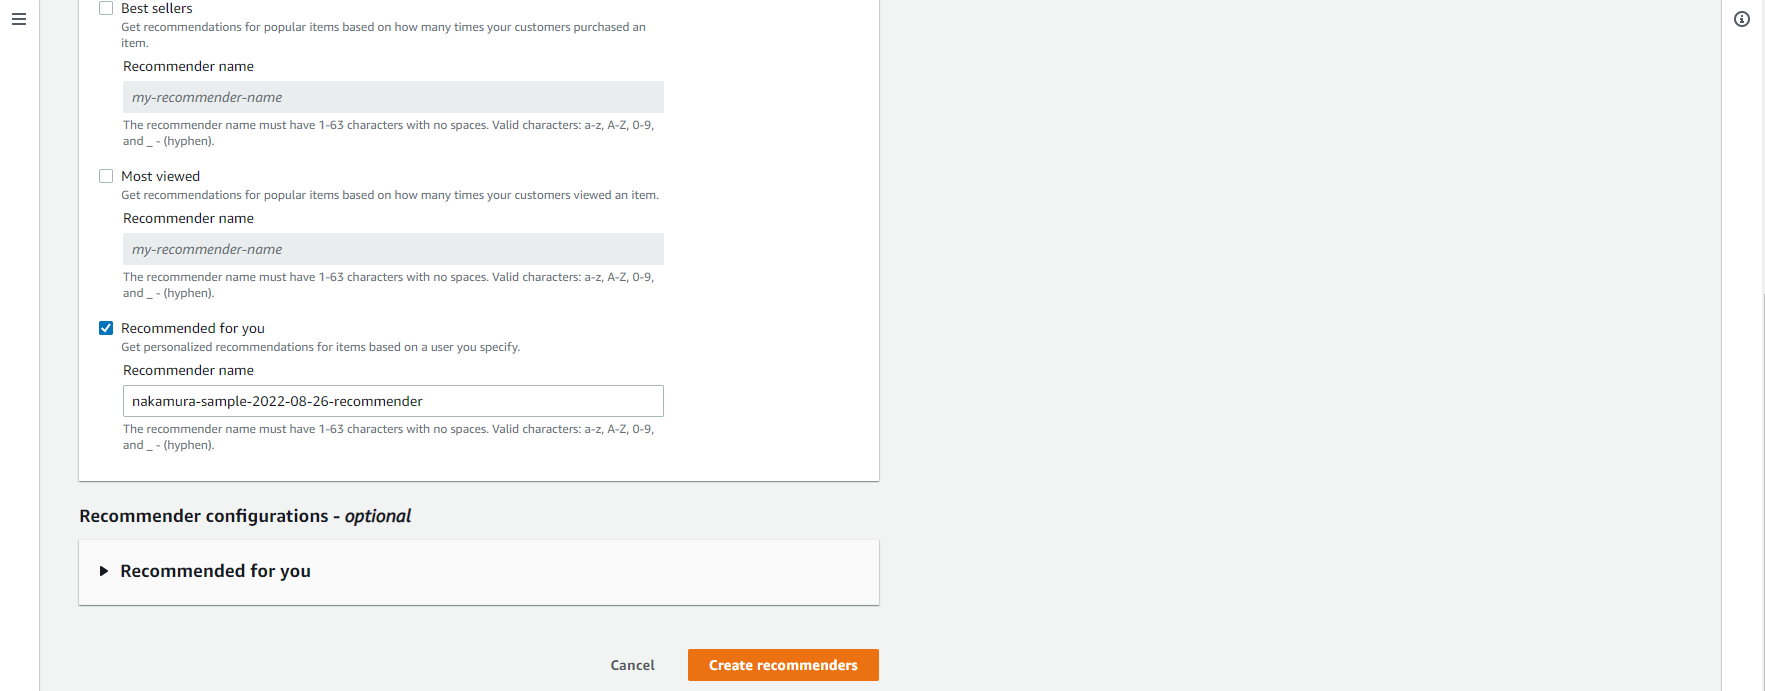 Best sellers
Get recommendations for popular items based on how many times your customers purchased an
item.
Recommender name
my-recommender-name
The recommender name must have 1-63 characters with no spaces. Valid characters: a-z, A-Z, 0-9,
and _ - (hyphen).
Most viewed
Get recommendations for popular items based on how many times your customers viewed an item.
Recommender name
my-recommender-name
The recommender name must have 1-63 characters with no spaces. Valid characters: a-z, A-Z, 0-9,
and _ - (hyphen).
Recommended for you
Get personalized recommendations for items based on a user you specify.
Recommender name
nakamura-sample-2022-08-26-recommender
The recommender name must have 1-63 characters with no spaces. Valid characters: a-z, A-Z, 0-9,
and _ - (hyphen).
Recommender configurations - optional
Recommended for you
Cancel
Create recommenders